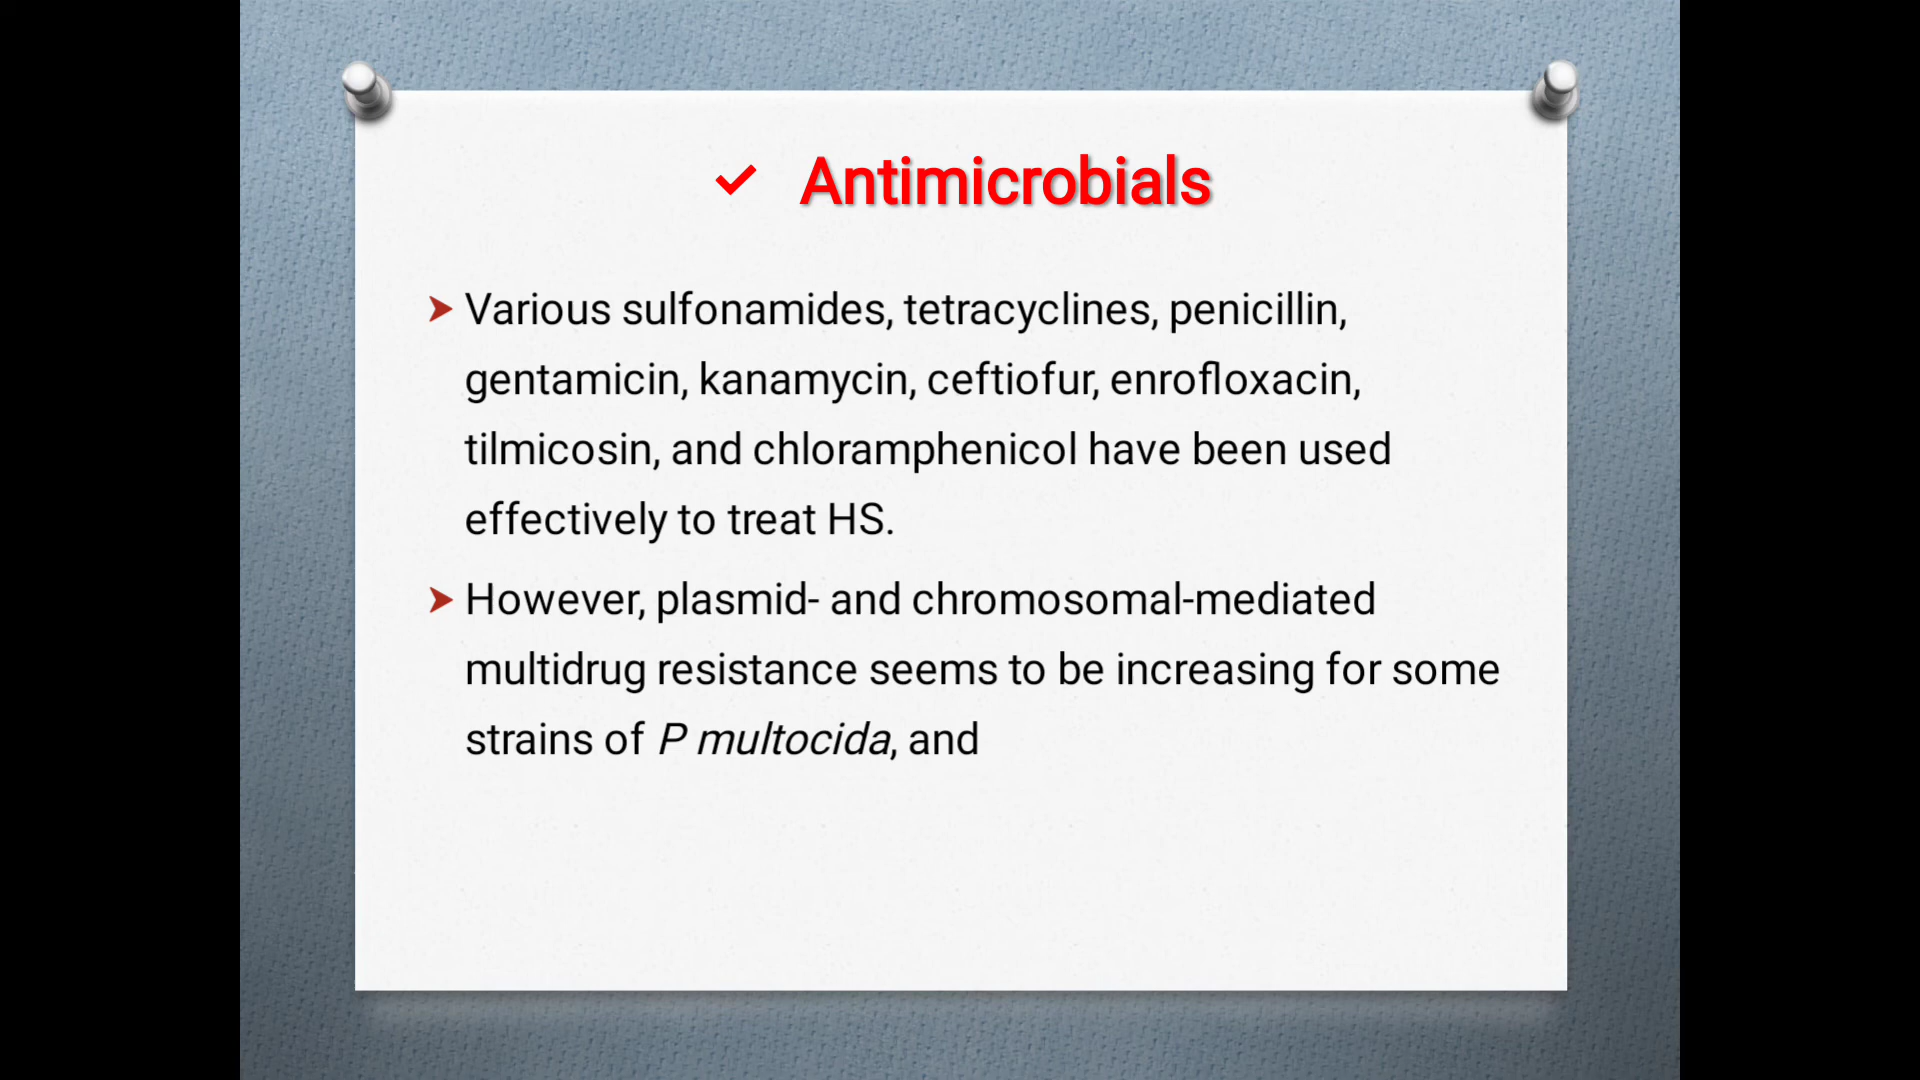 ✓ Antimicrobials
➤ Various sulfonamides, tetracyclines, penicillin,
gentamicin, kanamycin, ceftiofur, enrofloxacin,
tilmicosin, and chloramphenicol have been used
effectively to treat HS.
➤ However, plasmid- and chromosomal-mediated
multidrug resistance seems to be increasing for some
strains of P multocida, and